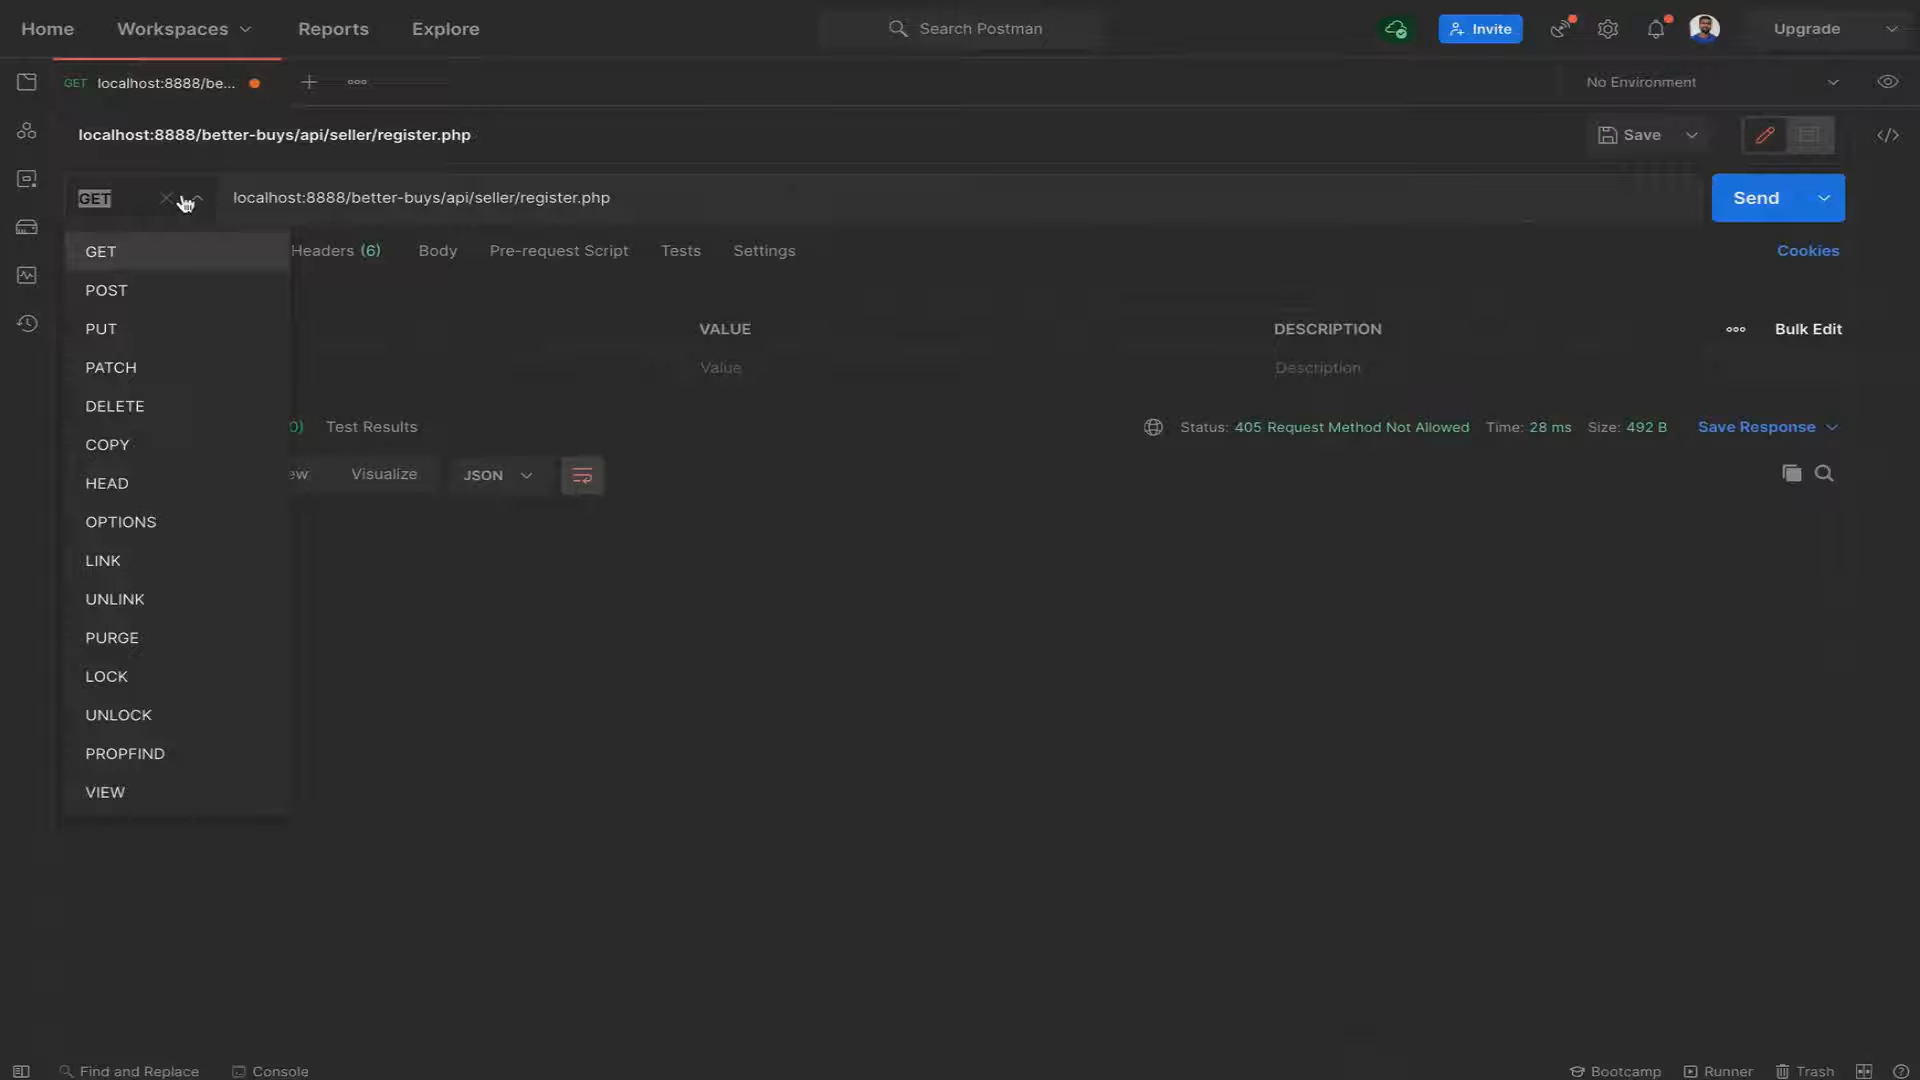 Home Workspaces Reports Explore Search Postman Invite Upgrade
GET localhost:8888/be... No Environment
localhost:8888/better-buys/api/seller/register.php Save
GET localhost:8888/better-buys/api/seller/register.php Send
GET Headers (6) Body Pre-request Script Tests Settings Cookies
POST
PUT VALUE DESCRIPTION Bulk Edit
PATCH Value Description
DELETE
0) Test Results Status: 405 Request Method Not Allowed Time: 28 ms Size: 492 B Save Response
COPY
ew Visualize JSON
HEAD
OPTIONS
LINK
UNLINK
PURGE
LOCK
UNLOCK
PROPFIND
VIEW
Find and Replace Console Bootcamp Runner Trash